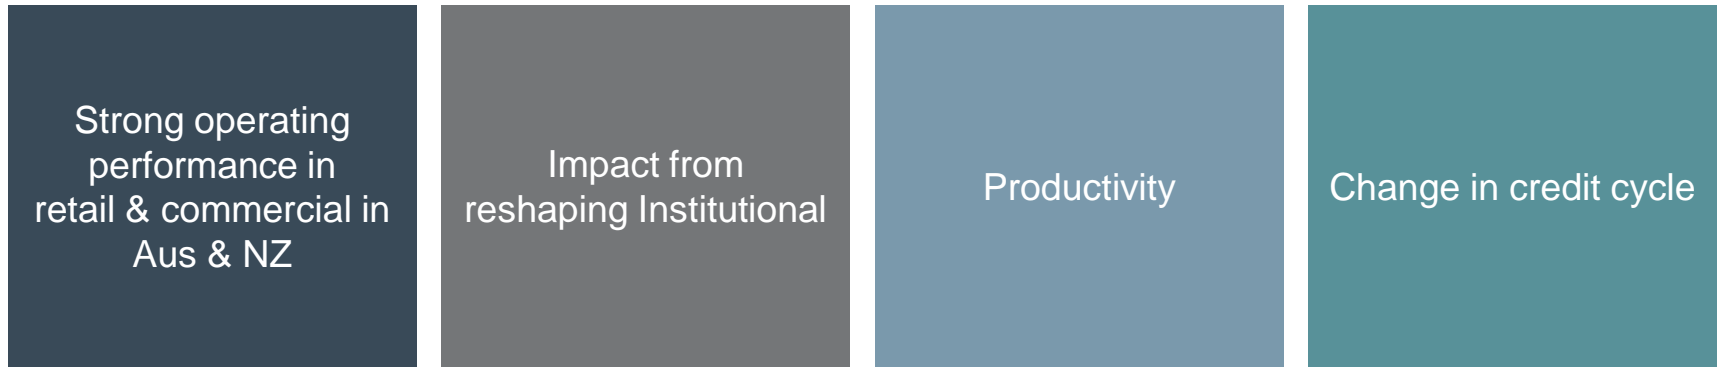 Strong operating
performance in
retail & commercial in
Aus & NZ
Impact from
reshaping Institutional
Productivity
Change in credit cycle